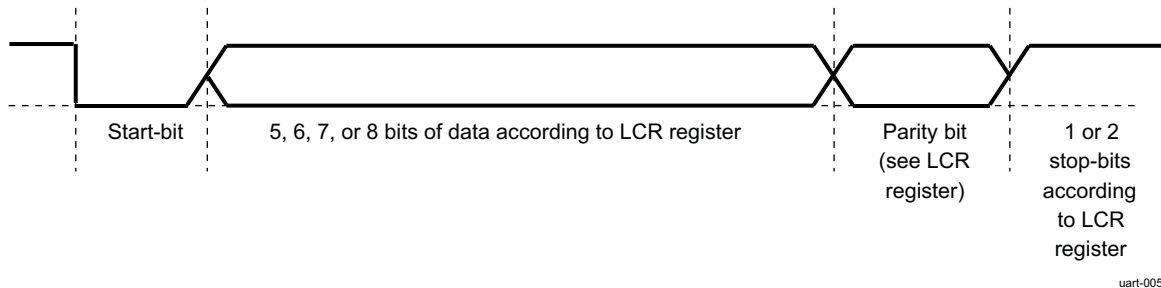 Start-bit
5, 6, 7, or 8 bits of data according to LCR register
Parity bit
(see LCR
register)
1 or 2
stop-bits
according
to LCR
register
uart-005